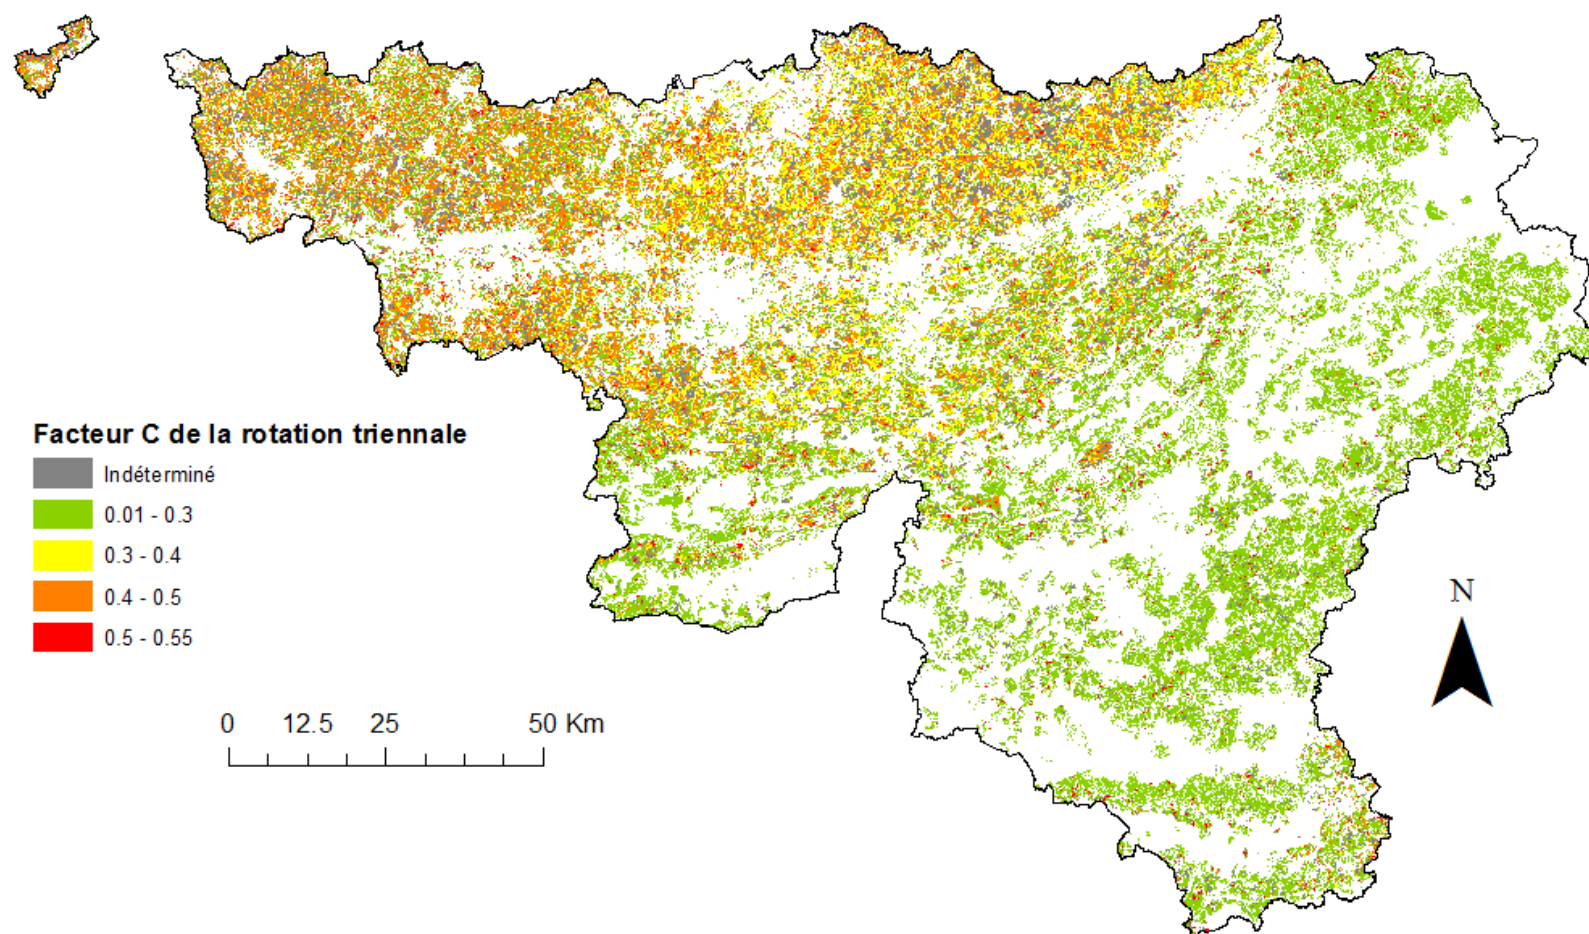 Facteur C de la rotation triennale
Indéterminé
0.01 - 0.3
0.3 - 0.4
0.4 - 0.5
0.5 - 0.55
N
0 12.5 25 50 Km